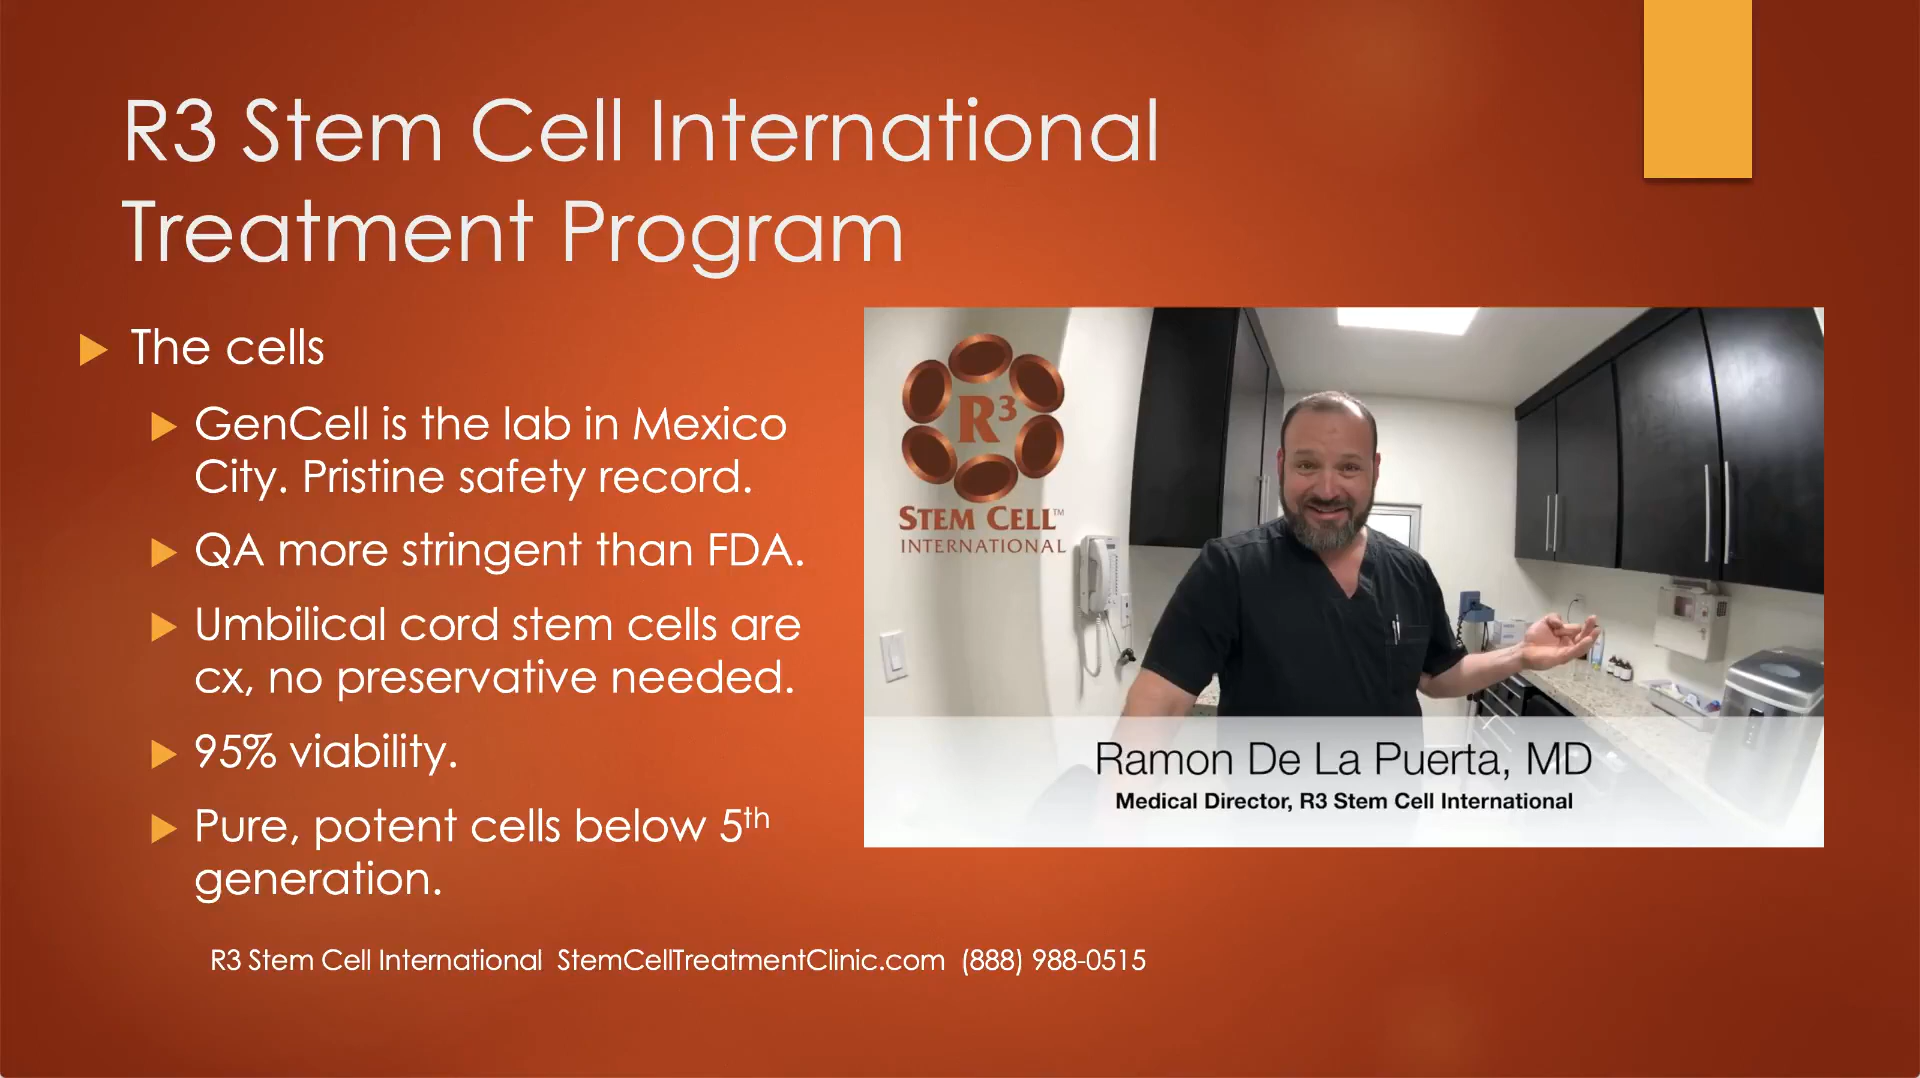 R3 Stem Cell International
Treatment Program
The cells
GenCell is the lab in Mexico
City. Pristine safety record.
QA more stringent than FDA.
Umbilical cord stem cells are
cx, no preservative needed.
95% viability.
Pure, potent cells below 5th
generation.
R3
STEM CELL™
INTERNATIONAL
Ramon De La Puerta, MD
Medical Director, R3 Stem Cell International
R3 Stem Cell International StemCellTreatmentClinic.com (888) 988-0515